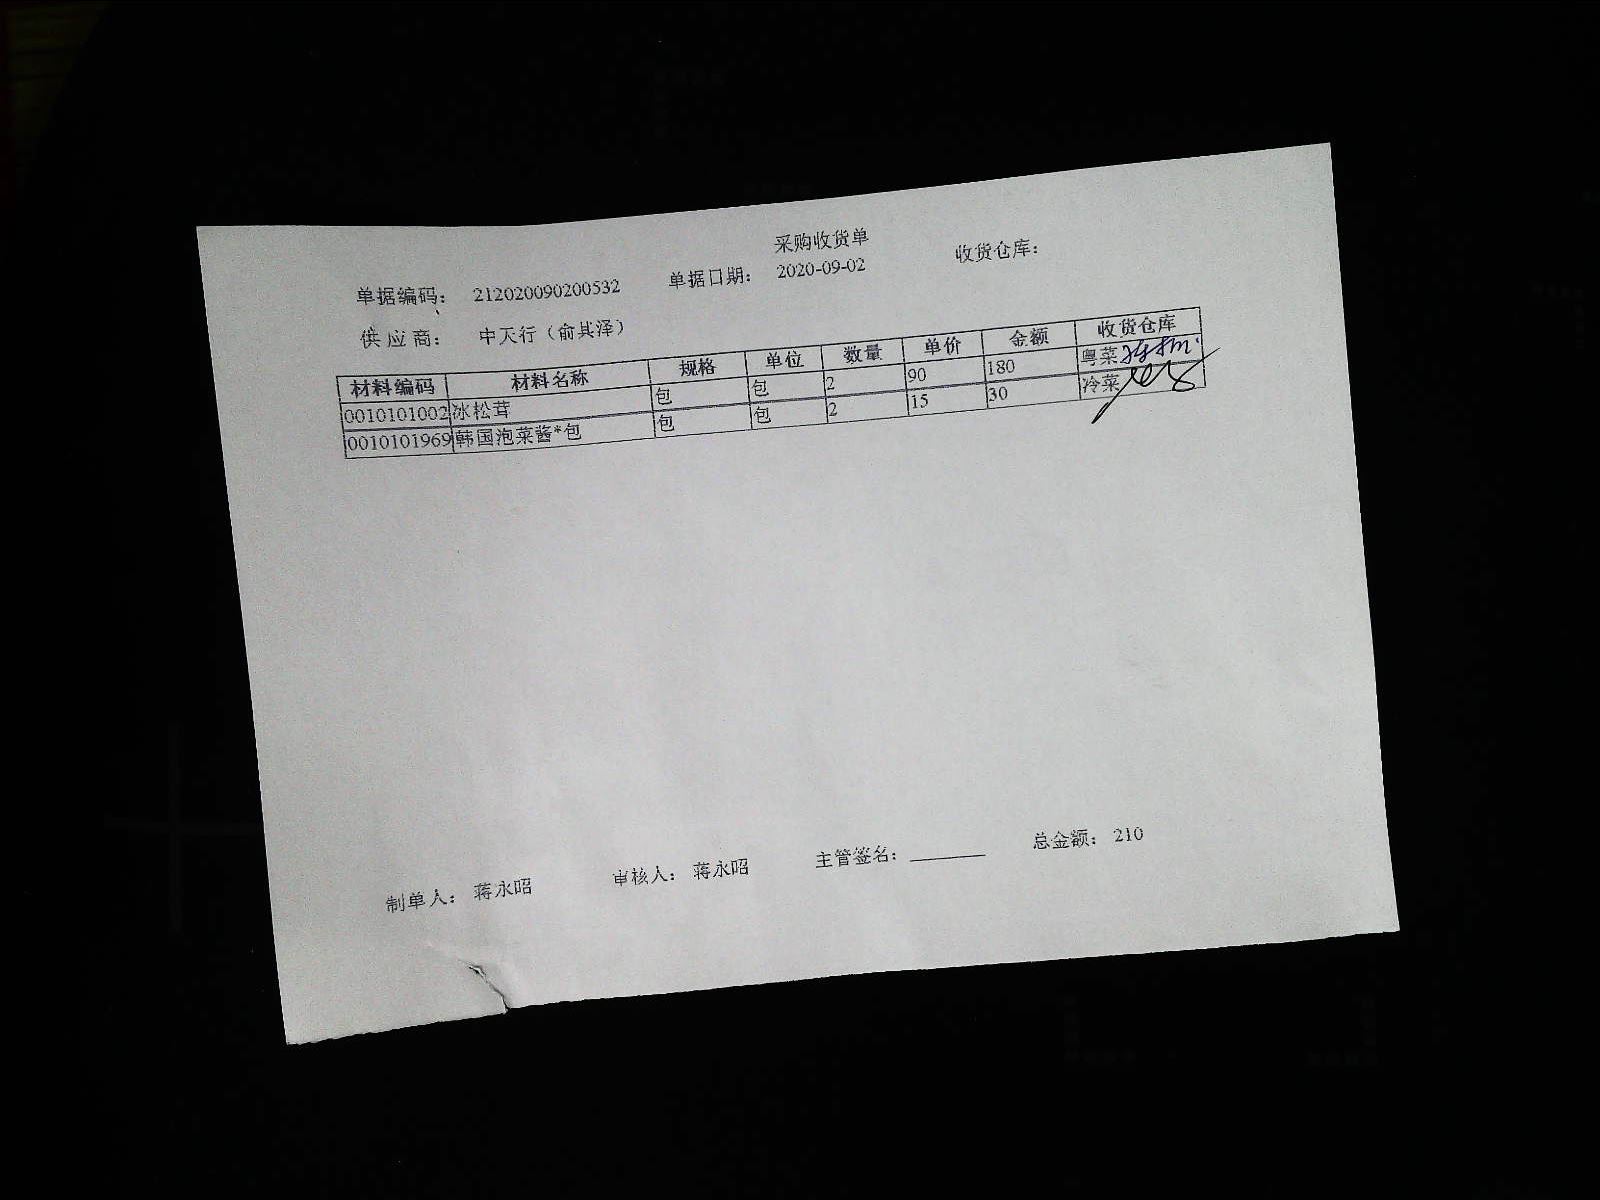 采购收货单
单据编码： 212020090200532 单据日期： 2020-09-02 收货仓库：
供应商： 中天行（俞其泽）
材料编码 材料名称 规格 单位 数量 单价 金额 收货仓库
0010101002 冰松茸 包 包 2 90 180 粤菜
0010101969 韩国泡菜酱*包 包 包 2 15 30 冷菜
制单人： 蒋永昭 审核人： 蒋永昭 主管签名： 总金额： 210